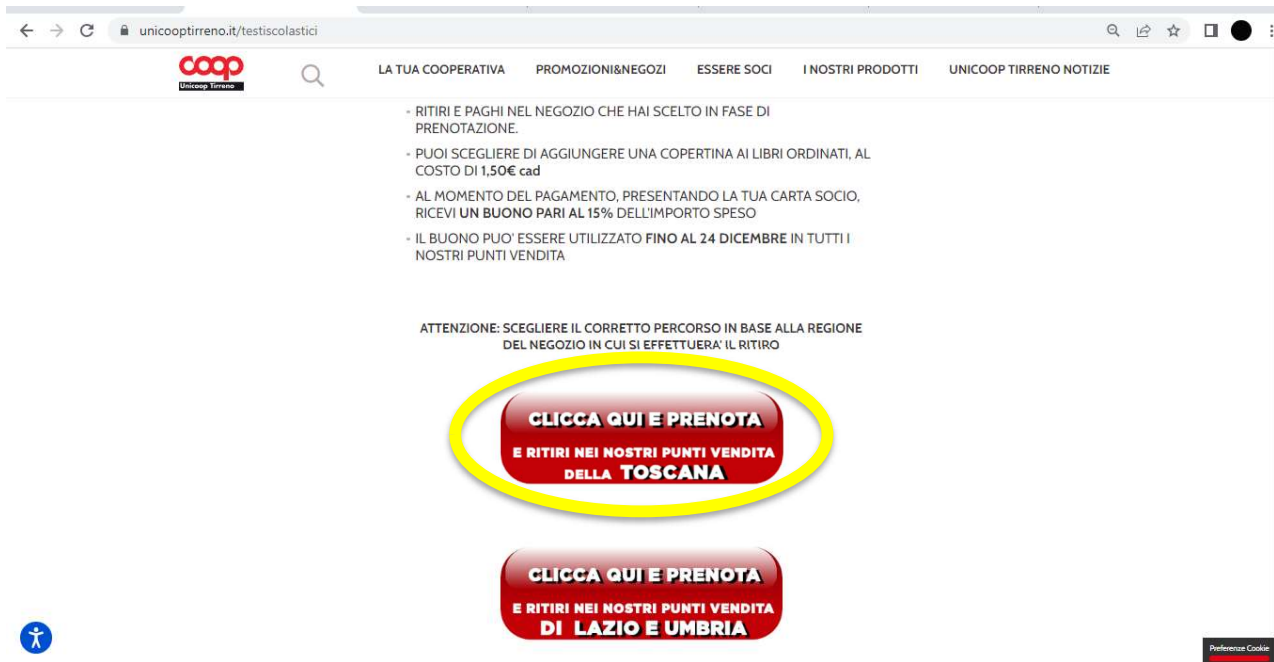 unicooptirreno.it/testiscolastici
coop
Unicoop Tirreno
LA TUA COOPERATIVA PROMOZIONI&NEGOZI ESSERE SOCI I NOSTRI PRODOTTI UNICOOP TIRRENO NOTIZIE
- RITIRI E PAGHI NEL NEGOZIO CHE HAI SCELTO IN FASE DI
PRENOTAZIONE.
- PUOI SCEGLIERE DI AGGIUNGERE UNA COPERTINA AI LIBRI ORDINATI, AL
COSTO DI 1,50€ cad
- AL MOMENTO DEL PAGAMENTO, PRESENTANDO LA TUA CARTA SOCIO,
RICEVI UN BUONO PARI AL 15% DELL'IMPORTO SPESO
- IL BUONO PUO' ESSERE UTILIZZATO FINO AL 24 DICEMBRE IN TUTTI I
NOSTRI PUNTI VENDITA
ATTENZIONE: SCEGLIERE IL CORRETTO PERCORSO IN BASE ALLA REGIONE
DEL NEGOZIO IN CUI SI EFFETTUERA' IL RITIRO
CLICCA QUI E PRENOTA
E RITIRI NEI NOSTRI PUNTI VENDITA
DELLA TOSCANA
CLICCA QUI E PRENOTA
E RITIRI NEI NOSTRI PUNTI VENDITA
DI LAZIO E UMBRIA
Preferenze Cookie